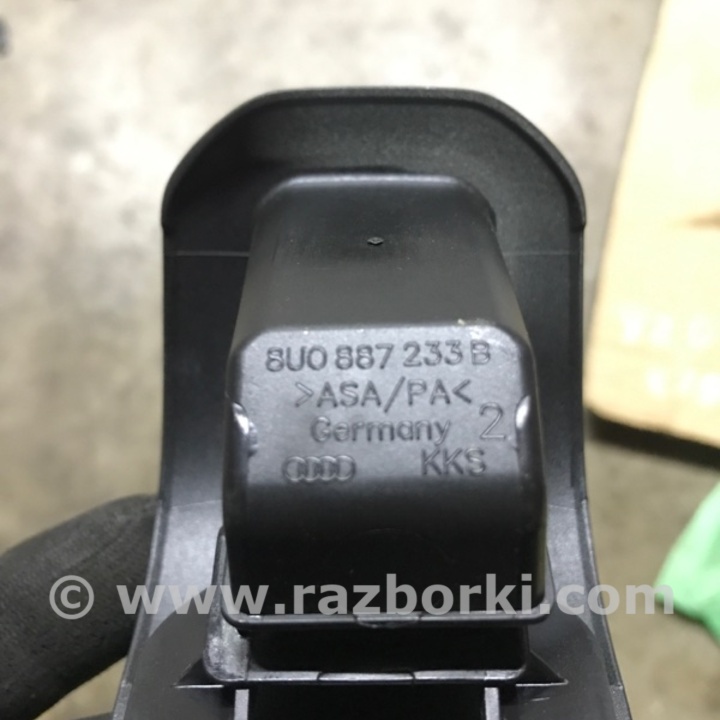 8U0 887 233 B
>ASA/PA<
Germany 2
KKS
© www.razborki.com